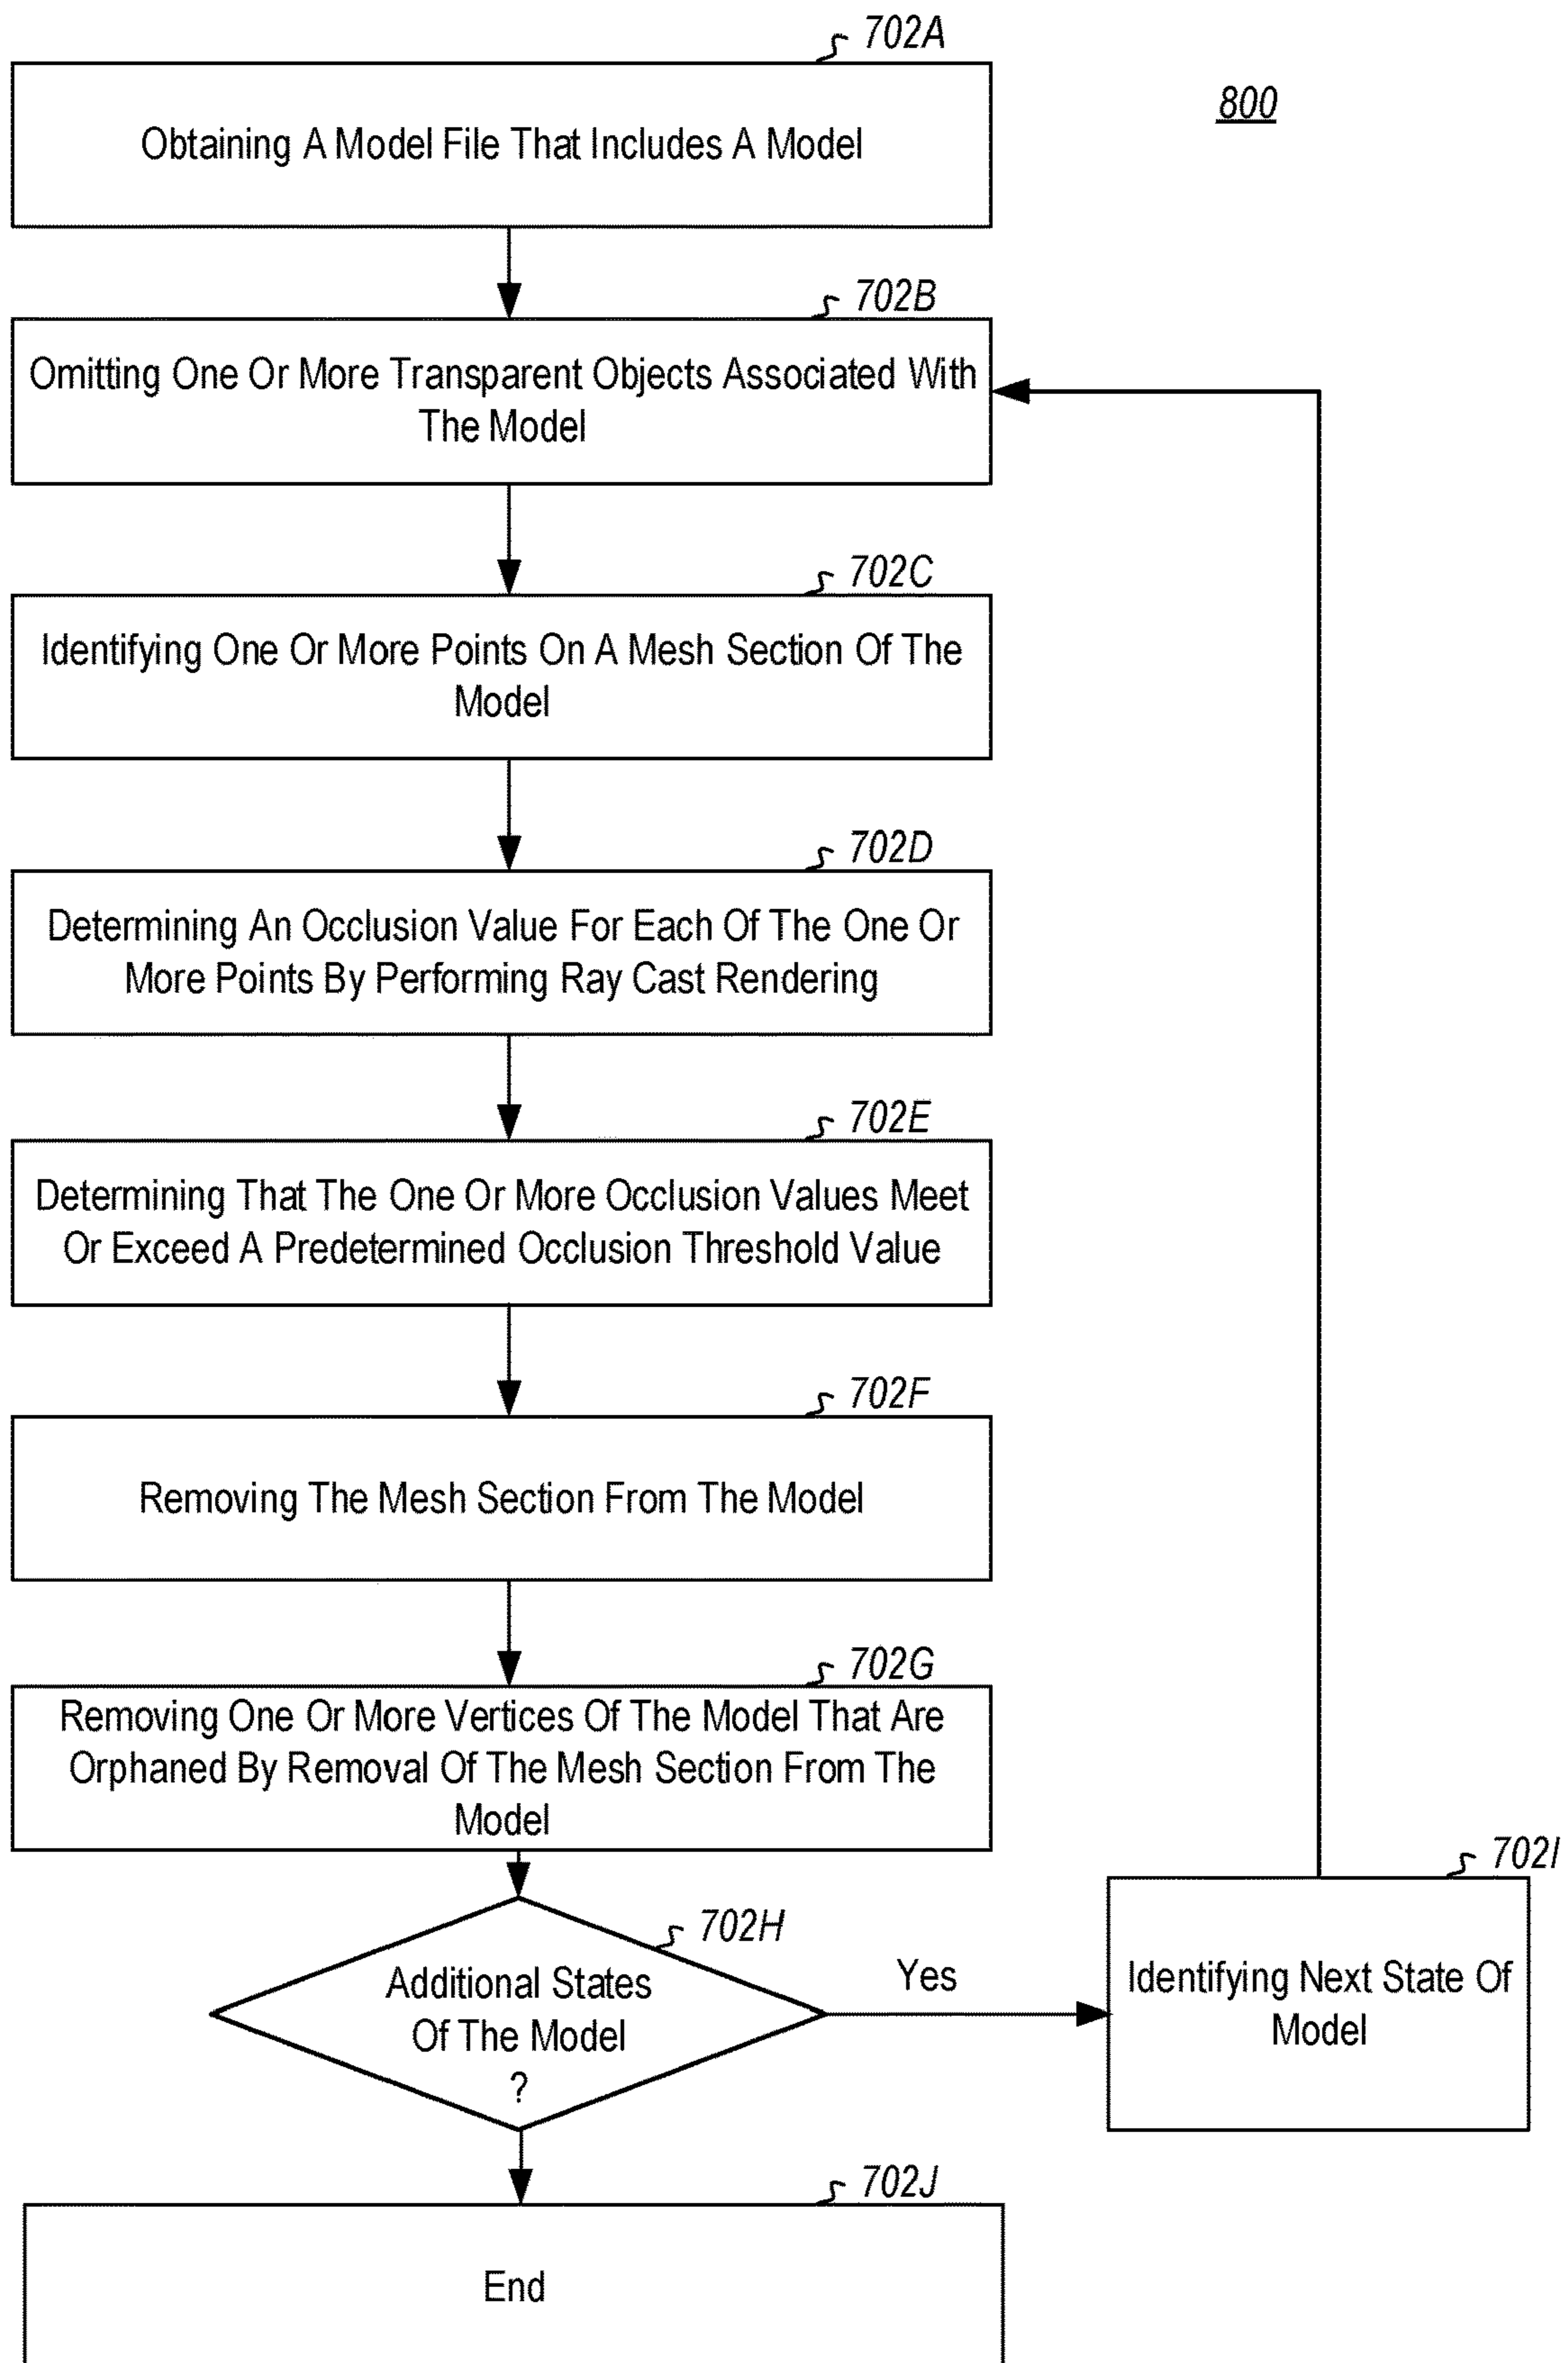 702A
800
Obtaining A Model File That Includes A Model
702B
Omitting One Or More Transparent Objects Associated With
The Model
702C
Identifying One Or More Points On A Mesh Section Of The
Model
702D
Determining An Occlusion Value For Each Of The One Or
More Points By Performing Ray Cast Rendering
702E
Determining That The One Or More Occlusion Values Meet
Or Exceed A Predetermined Occlusion Threshold Value
702F
Removing The Mesh Section From The Model
702G
Removing One Or More Vertices Of The Model That Are
Orphaned By Removal Of The Mesh Section From The
Model
702H
Additional States
Of The Model
?
Yes
702I
Identifying Next State Of
Model
702J
End